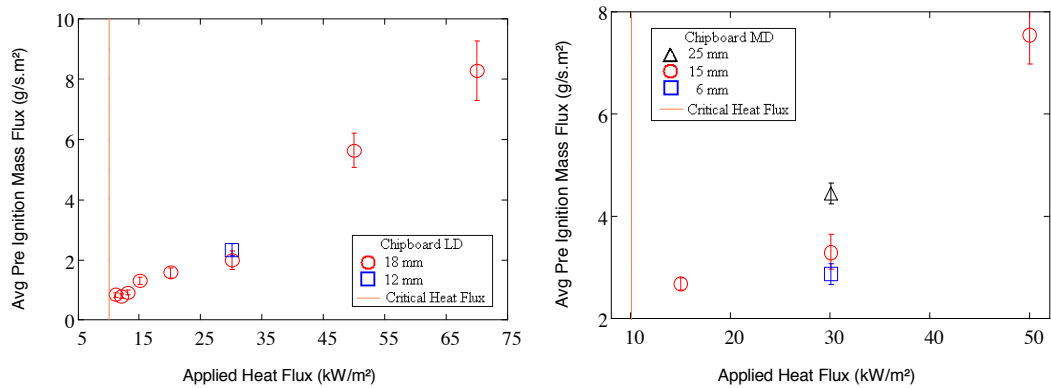 Avg Pre Ignition Mass Flux (g/s.m²)
10
8
6
4
2
0
Chipboard LD
18 mm
12 mm
Critical Heat Flux
5 15 25 35 45 55 65 75
Applied Heat Flux (kW/m²)
Avg Pre Ignition Mass Flux (g/s.m²)
8
6
4
2
Chipboard MD
25 mm
15 mm
6 mm
Critical Heat Flux
10 20 30 40 50
Applied Heat Flux (kW/m²)